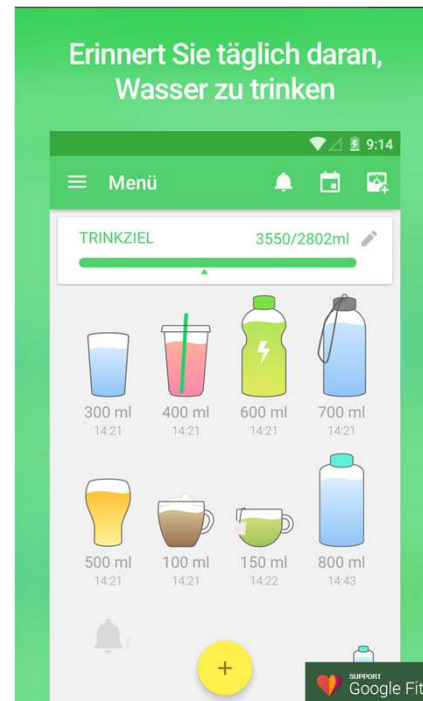 Erinnert Sie täglich daran,
Wasser zu trinken
9:14
Menü
TRINKZIEL 3550/2802ml
300 ml 400 ml 600 ml 700 ml
14:21 14:21 14:21 14:21
500 ml 100 ml 150 ml 800 ml
14:21 14:21 14:22 14:43
+
SUPPORT
Google Fit